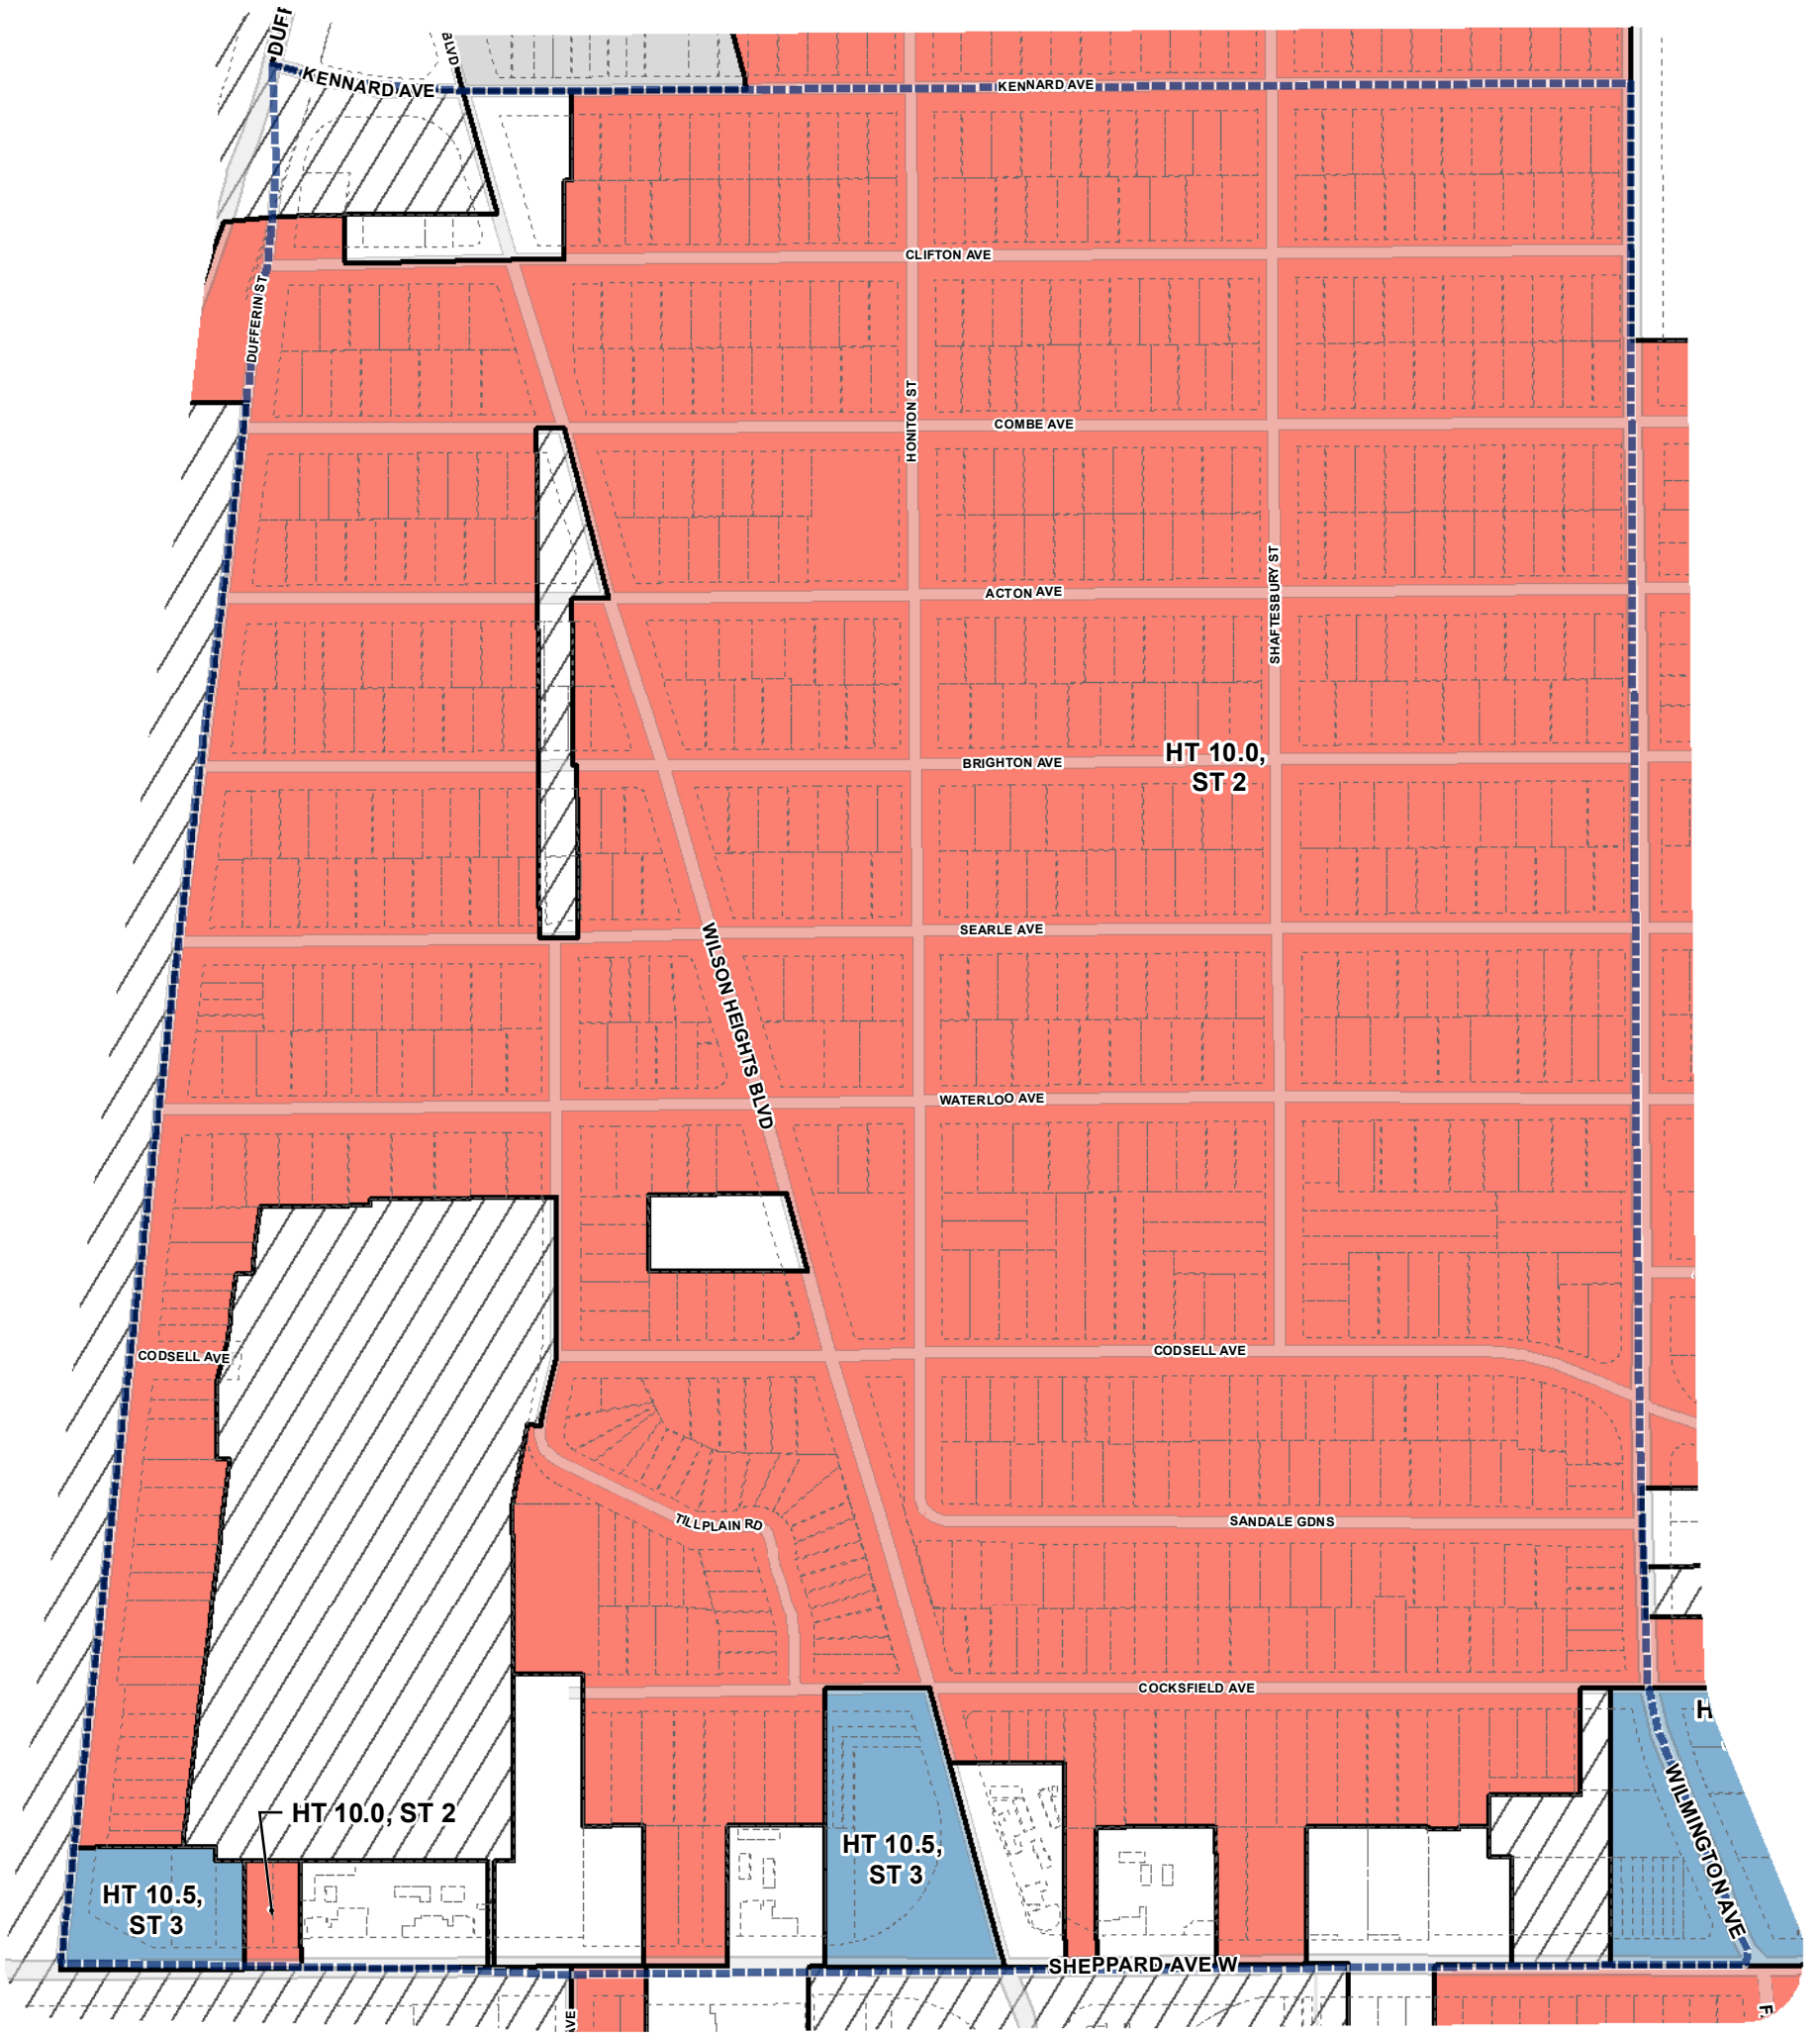 DUFF
BLVD
KENNARD AVE
KENNARD AVE
CLIFTON AVE
DUFFERIN ST
HONITON ST
COMBE AVE
ACTON AVE
SHAFTESBURY ST
BRIGHTON AVE
HT 10.0,
ST 2
SEARLE AVE
WILSON HEIGHTS BLVD
WATERLOO AVE
CODSELL AVE
CODSELL AVE
TILLPLAIN RD
SANDALE GDNS
COCKSFIELD AVE
H
WILMINGTON AVE
HT 10.0, ST 2
HT 10.5,
ST 3
HT 10.5,
ST 3
SHEPPARD AVE W
AVE
F